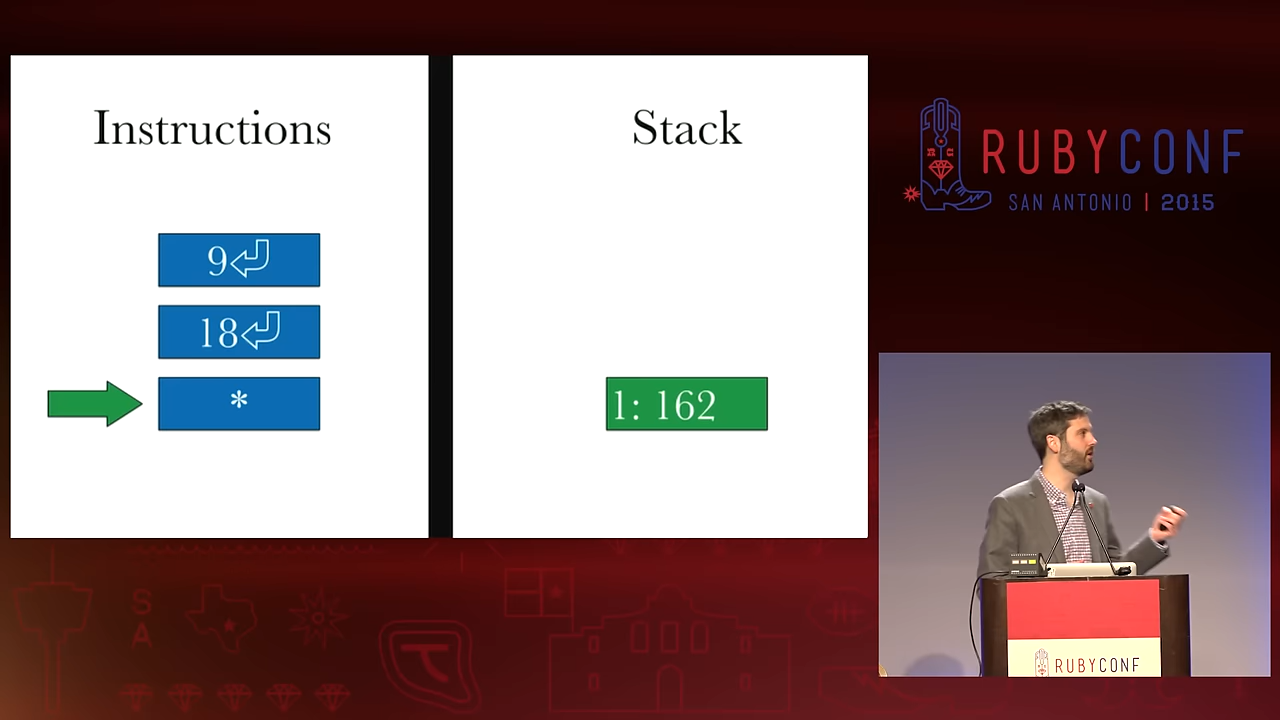 Instructions
Stack
9
18
*
1: 162
RUBYCONF
SAN ANTONIO | 2015
S
A
RUBYCONF